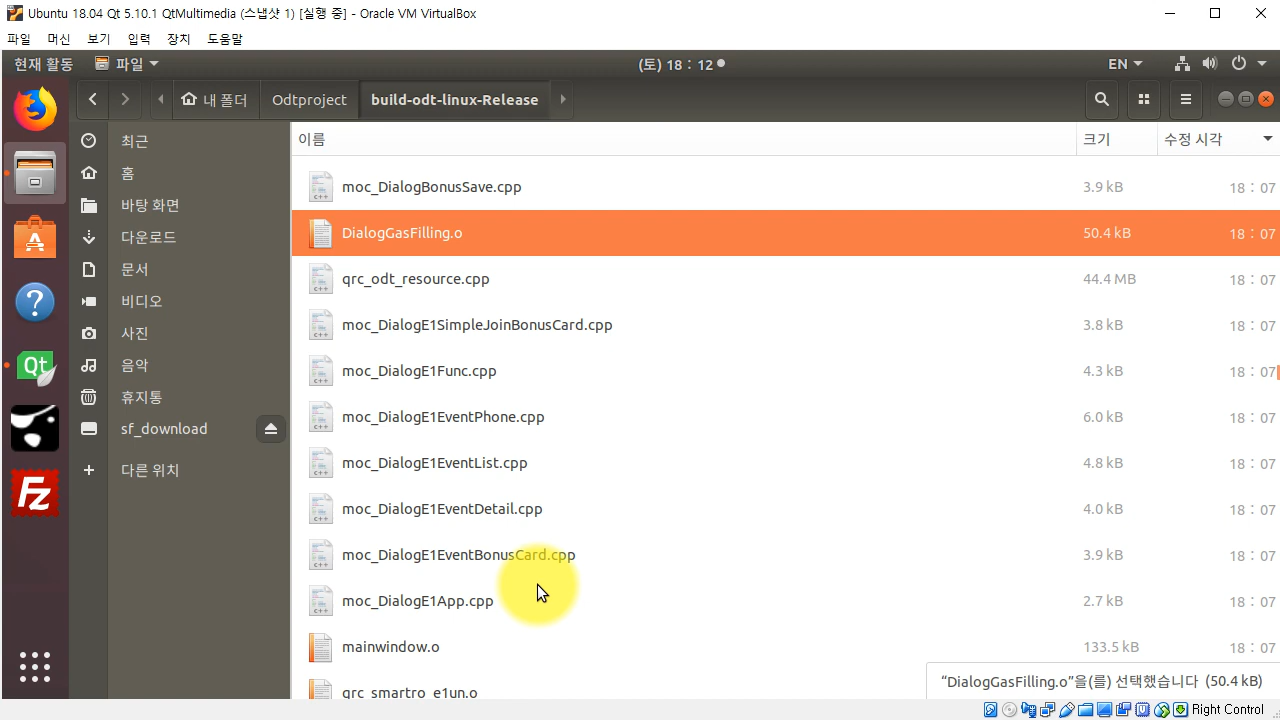 Ubuntu 18.04 Qt 5.10.1 QtMultimedia (스냅샷 1) [실행 중] - Oracle VM VirtualBox
파일 머신 보기 입력 장치 도움말
현재 활동 파일 (토) 18 : 12 EN
내 폴더 Odtproject build-odt-linux-Release
이름 크기 수정 시각
최근
홈
바탕 화면
다운로드
문서
비디오
사진
음악
휴지통
sf_download
다른 위치
moc_DialogBonusSave.cpp 3.9 kB 18 : 07
DialogGasFilling.o 50.4 kB 18 : 07
qrc_odt_resource.cpp 44.4 MB 18 : 07
moc_DialogE1SimpleJoinBonusCard.cpp 3.8 kB 18 : 07
moc_DialogE1Func.cpp 4.3 kB 18 : 07
moc_DialogE1EventPhone.cpp 6.0 kB 18 : 07
moc_DialogE1EventList.cpp 4.8 kB 18 : 07
moc_DialogE1EventDetail.cpp 4.0 kB 18 : 07
moc_DialogE1EventBonusCard.cpp 3.9 kB 18 : 07
moc_DialogE1App.cpp 2.7 kB 18 : 07
mainwindow.o 133.5 kB 18 : 07
qrc_smartro_e1un.o
“DialogGasFilling.o”을(를) 선택했습니다 (50.4 kB)
Right Control